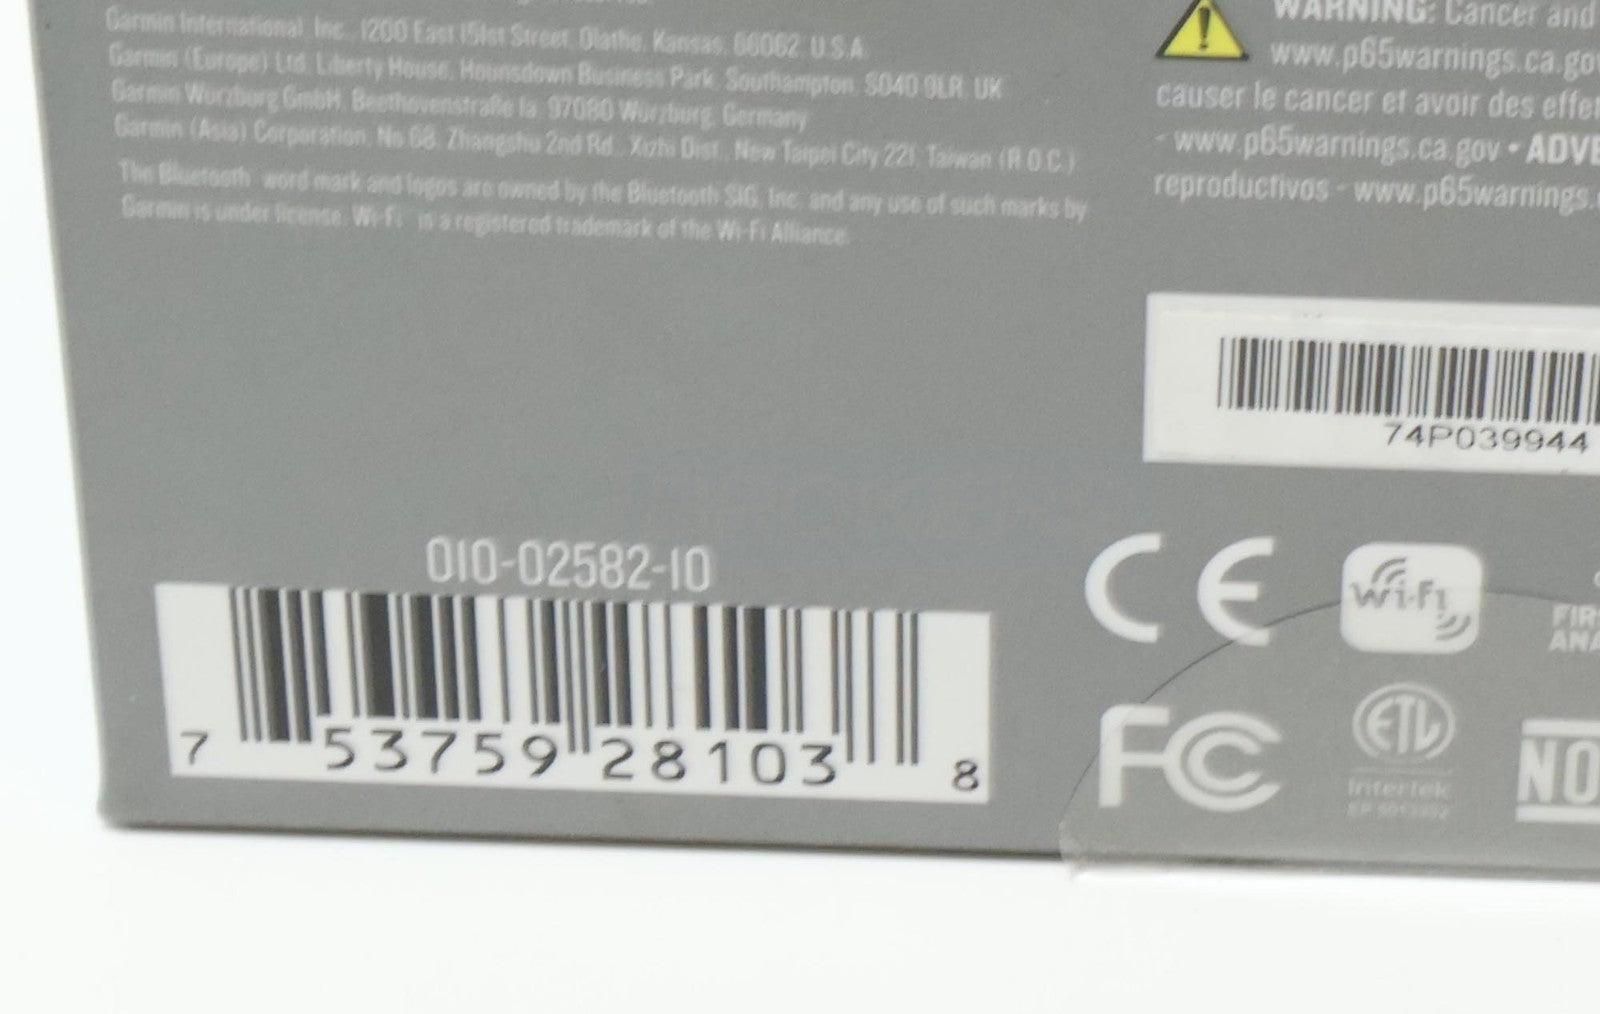 Garmin International, Inc., 1200 East 151st Street, Olathe, Kansas, 66062, U.S.A.
Garmin (Europe) Ltd. Liberty House, Hounsdown Business Park, Southampton, SO40 9LR, UK
Garmin Würzburg GmbH, Beethovenstraße 1a, 97080 Würzburg, Germany
Garmin (Asia) Corporation, No.68, Zhangshu 2nd Rd., Xizhi Dist., New Taipei City 221, Taiwan (R.O.C.)
The Bluetooth word mark and logos are owned by the Bluetooth SIG, Inc. and any use of such marks by
Garmin is under license. Wi-Fi is a registered trademark of the Wi-Fi Alliance.
WARNING: Cancer and
www.p65warnings.ca.gov
causer le cancer et avoir des effe
- www.p65warnings.ca.gov • ADVE
reproductivos - www.p65warnings.
74P039944
010-02582-10
7 53759 28103 8
CE
Wi-Fi
FC
ETL
Intertek
NO